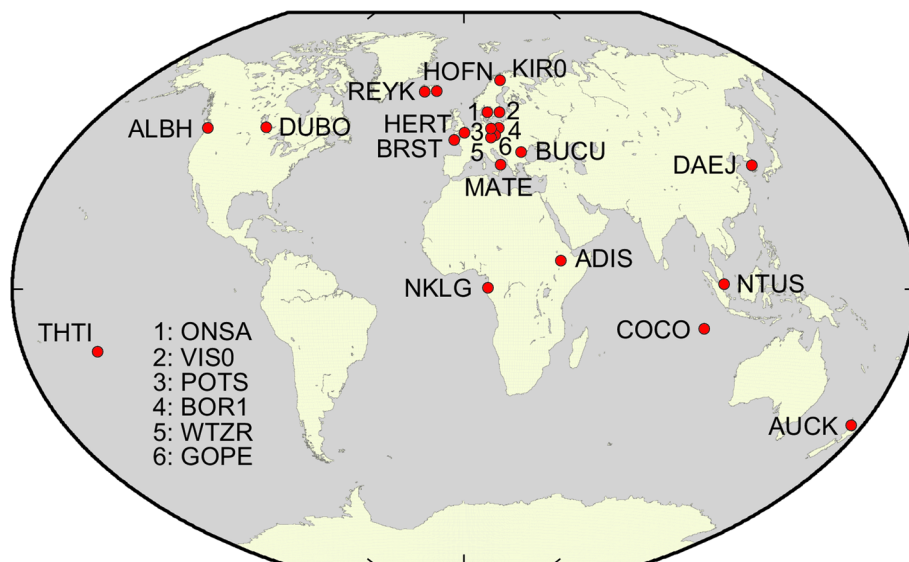 HOFN
KIR0
REYK
1
2
ALBH
DUBO
HERT
3
4
BRST
5
6
BUCU
MATE
DAEJ
ADIS
NKLG
NTUS
COCO
THTI
1: ONSA
2: VIS0
3: POTS
4: BOR1
5: WTZR
6: GOPE
AUCK